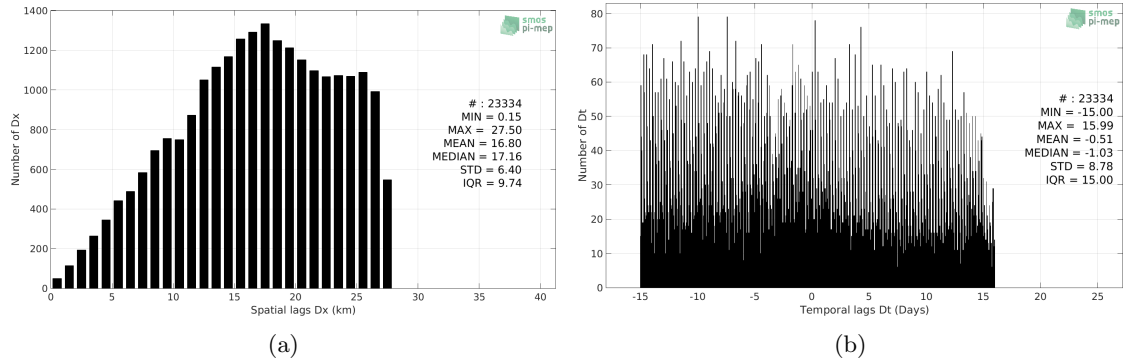 1400
1200
1000
800
600
400
200
0
Number of Dx
smos
pi-mep
# : 23334
MIN = 0.15
MAX = 27.50
MEAN = 16.80
MEDIAN = 17.16
STD = 6.40
IQR = 9.74
0 5 10 15 20 25 30 35 40
Spatial lags Dx (km)
(a)
80
70
60
50
40
30
20
10
0
Number of Dt
smos
pi-mep
# : 23334
MIN = -15.00
MAX = 15.99
MEAN = -0.51
MEDIAN = -1.03
STD = 8.78
IQR = 15.00
-15 -10 -5 0 5 10 15 20 25
Temporal lags Dt (Days)
(b)